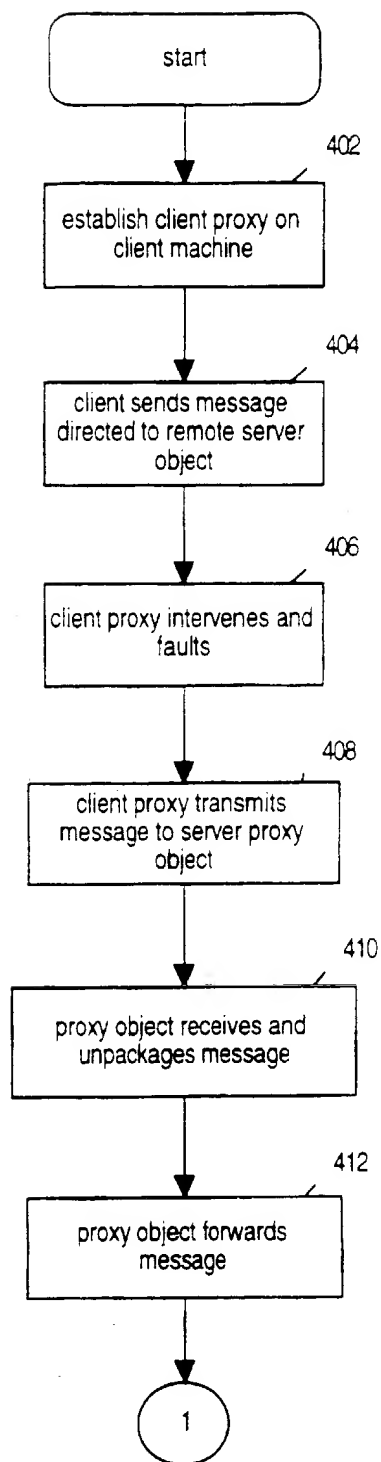 start
402
establish client proxy on
client machine
404
client sends message
directed to remote server
object
406
client proxy intervenes and
faults
408
client proxy transmits
message to server proxy
object
410
proxy object receives and
unpackages message
412
proxy object forwards
message
1